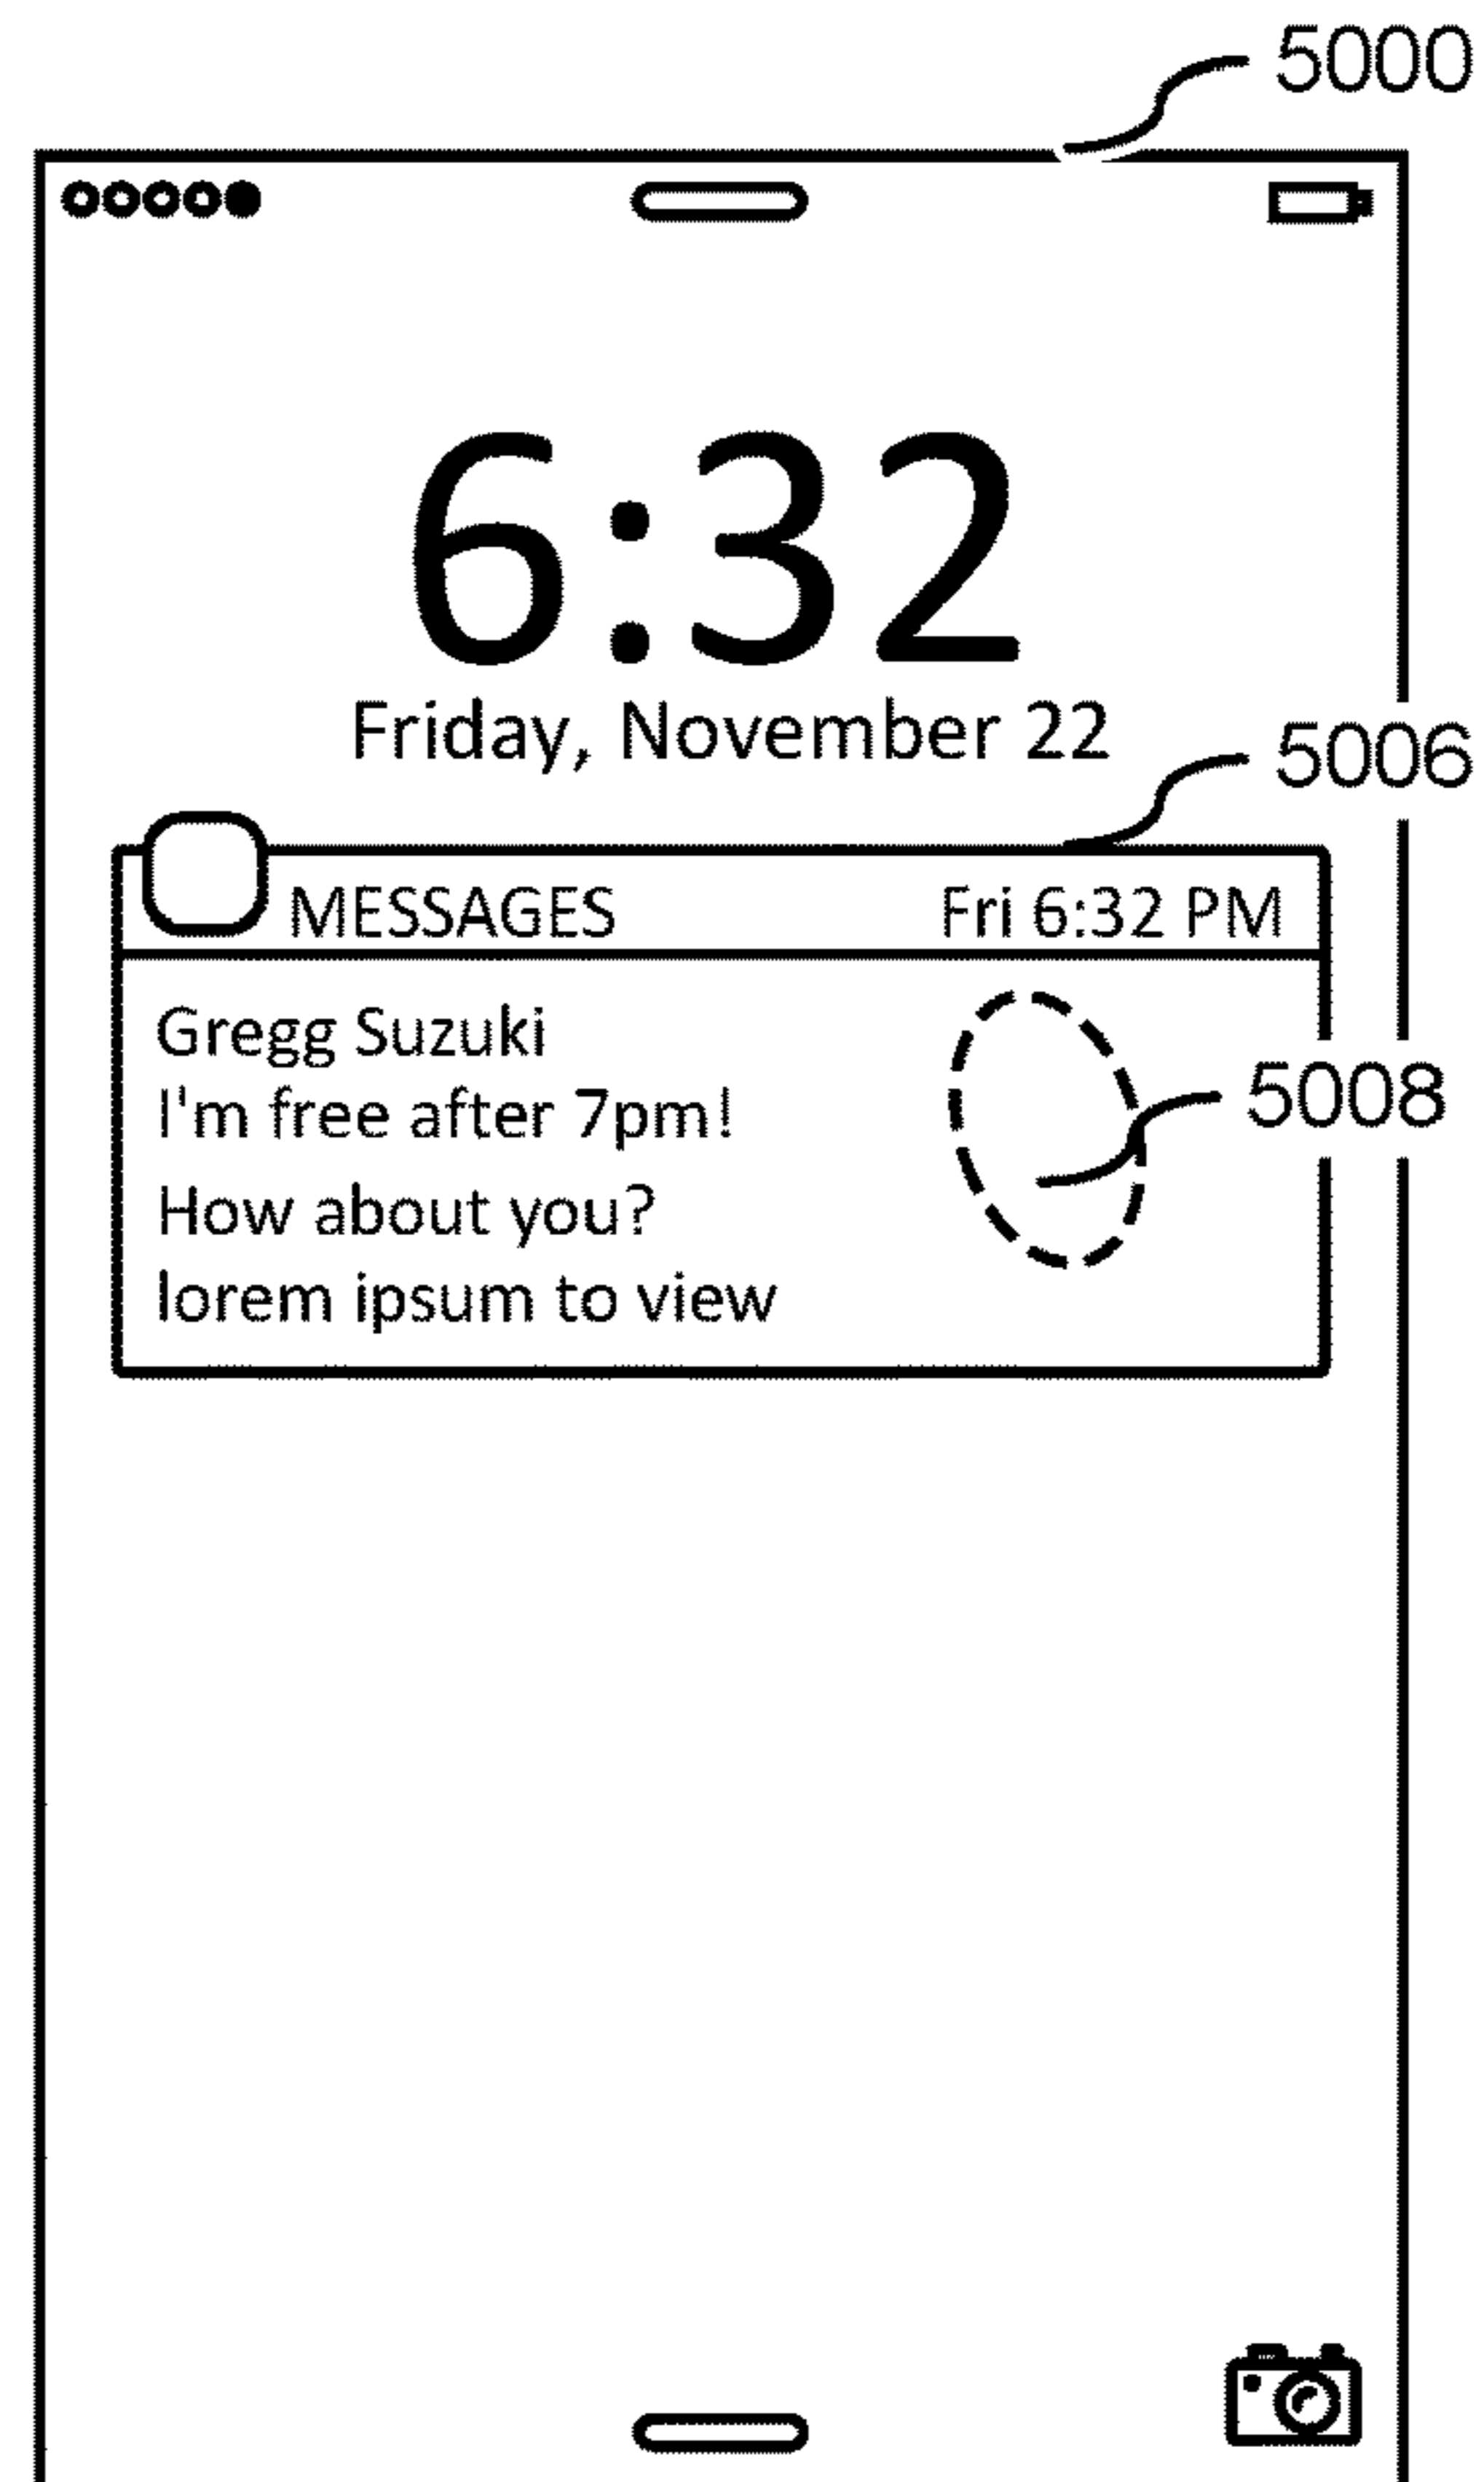 5000
6:32
Friday, November 22
5006
MESSAGES Fri 6:32 PM
Gregg Suzuki
I'm free after 7pm!
5008
How about you?
lorem ipsum to view